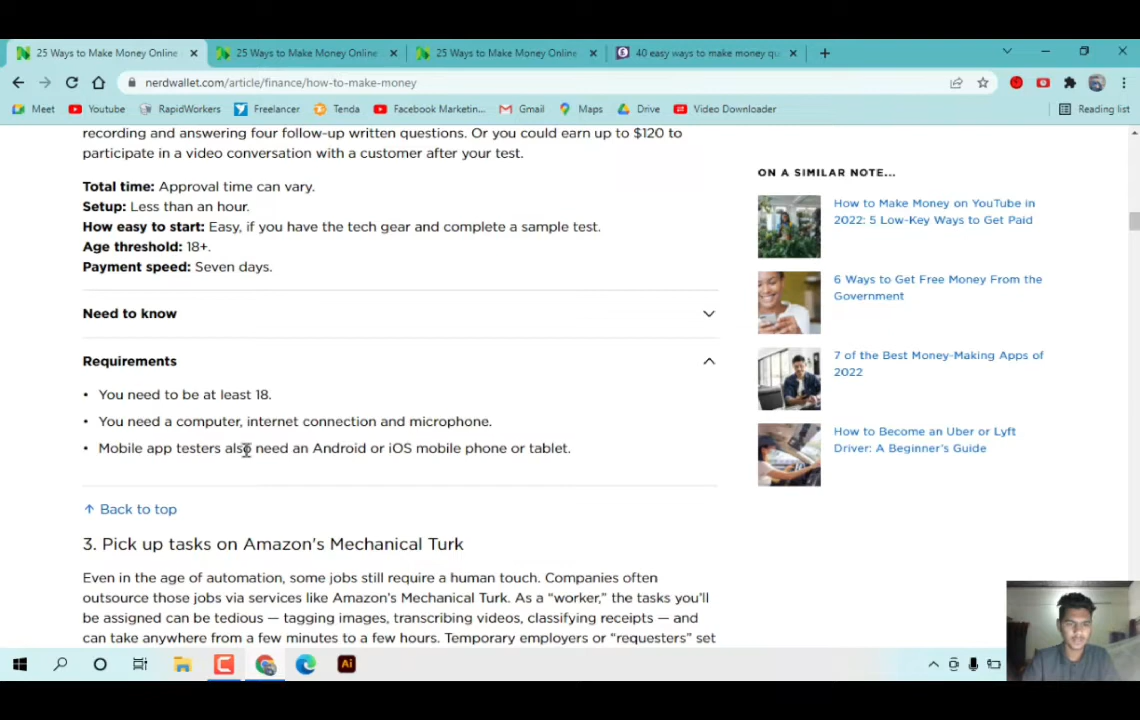 25 Ways to Make Money Online
25 Ways to Make Money Online
25 Ways to Make Money Online
40 easy ways to make money qu
nerdwallet.com/article/finance/how-to-make-money
Meet
Youtube
RapidWorkers
Freelancer
Tenda
Facebook Marketin...
Gmail
Maps
Drive
Video Downloader
Reading list
recording and answering four follow-up written questions. Or you could earn up to $120 to
participate in a video conversation with a customer after your test.
Total time: Approval time can vary.
Setup: Less than an hour.
How easy to start: Easy, if you have the tech gear and complete a sample test.
Age threshold: 18+.
Payment speed: Seven days.
Need to know
Requirements
• You need to be at least 18.
• You need a computer, internet connection and microphone.
• Mobile app testers also need an Android or iOS mobile phone or tablet.
Back to top
3. Pick up tasks on Amazon's Mechanical Turk
Even in the age of automation, some jobs still require a human touch. Companies often
outsource those jobs via services like Amazon's Mechanical Turk. As a “worker,” the tasks you'll
be assigned can be tedious — tagging images, transcribing videos, classifying receipts — and
can take anywhere from a few minutes to a few hours. Temporary employers or “requesters” set
ON A SIMILAR NOTE...
How to Make Money on YouTube in
2022: 5 Low-Key Ways to Get Paid
6 Ways to Get Free Money From the
Government
7 of the Best Money-Making Apps of
2022
How to Become an Uber or Lyft
Driver: A Beginner's Guide
Ai